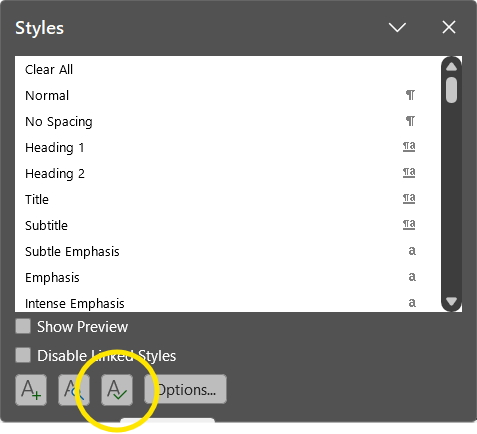 Styles
Clear All
Normal ¶
No Spacing ¶
Heading 1 ¶a
Heading 2 ¶a
Title ¶a
Subtitle ¶a
Subtle Emphasis a
Emphasis a
Intense Emphasis a
Show Preview
Disable Linked Styles
A+ A A Options...